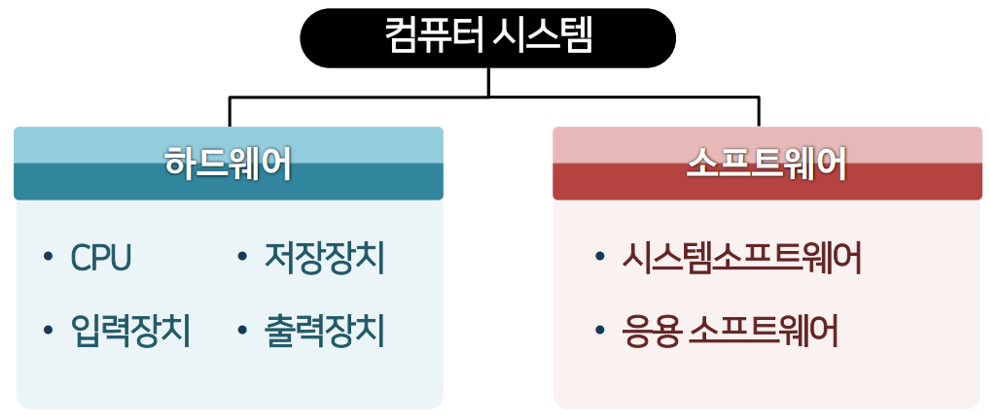 컴퓨터 시스템
하드웨어
• CPU
• 저장장치
• 입력장치
• 출력장치
소프트웨어
• 시스템소프트웨어
• 응용 소프트웨어